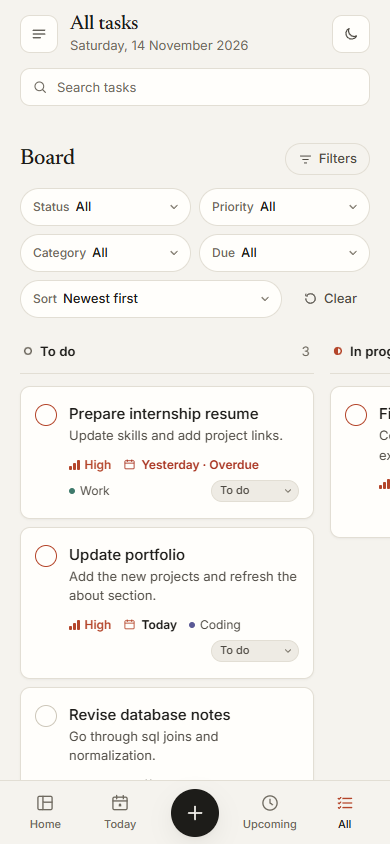 All tasks
Saturday, 14 November 2026
Search tasks
Board
Filters
Status All
Priority All
Category All
Due All
Sort Newest first
Clear
To do
3
Prepare internship resume
Update skills and add project links.
High
Yesterday · Overdue
Work
To do
Update portfolio
Add the new projects and refresh the
about section.
High
Today
Coding
To do
Revise database notes
Go through sql joins and
normalization.
Home
Today
Upcoming
All